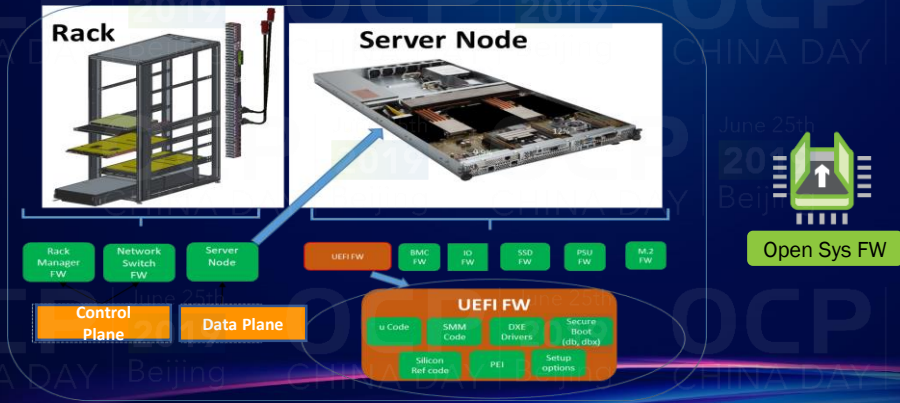 Rack
Server Node
Rack
Manager
FW
Network
Switch
FW
Server
Node
UEFI FW
BMC
FW
IO
FW
SSD
FW
PSU
FW
M.2
FW
Control
Plane
Data Plane
UEFI FW
u Code
SMM
Code
DXE
Drivers
Secure
Boot
(db, dbx)
Silicon
Ref code
PEI
Setup
options
Open Sys FW
June 25th
2019
Beijing
OCP
CHINA DAY